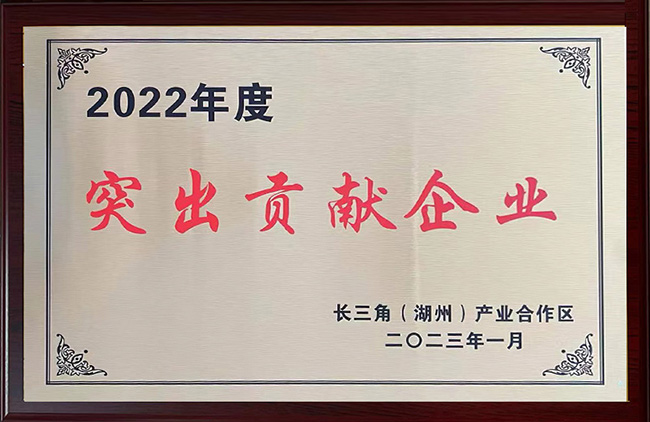 2022年度
突出贡献企业
长三角（湖州）产业合作区
二〇二三年一月